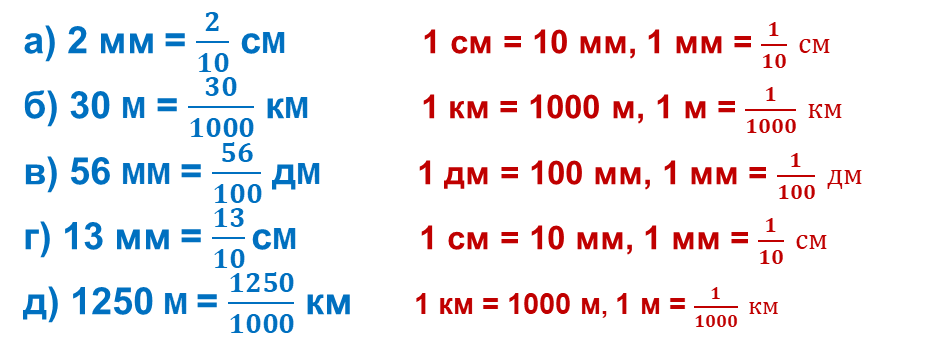 а) 2 мм = 2/10 см 1 см = 10 мм, 1 мм = 1/10 см
б) 30 м = 30/1000 км 1 км = 1000 м, 1 м = 1/1000 км
в) 56 мм = 56/100 дм 1 дм = 100 мм, 1 мм = 1/100 дм
г) 13 мм = 13/10 см 1 см = 10 мм, 1 мм = 1/10 см
д) 1250 м = 1250/1000 км 1 км = 1000 м, 1 м = 1/1000 км